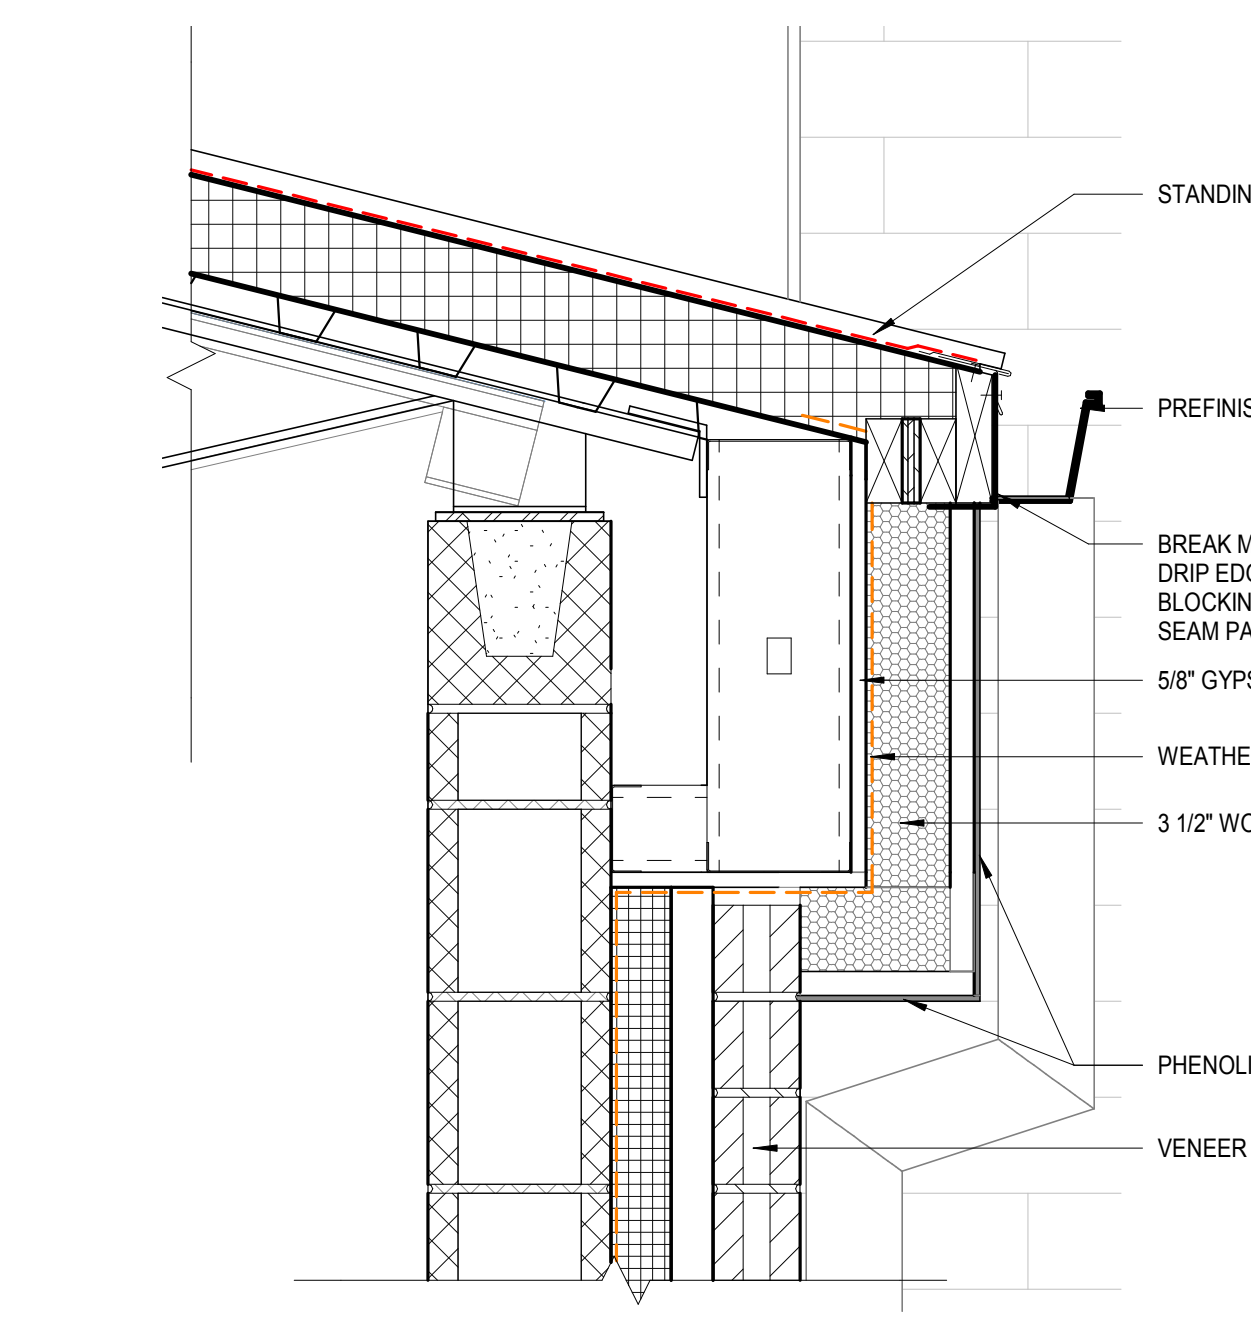 STANDIN
PREFINIS
BREAK M
DRIP EDG
BLOCKIN
SEAM PA
5/8" GYPS
WEATHE
3 1/2" WO
PHENOLI
VENEER